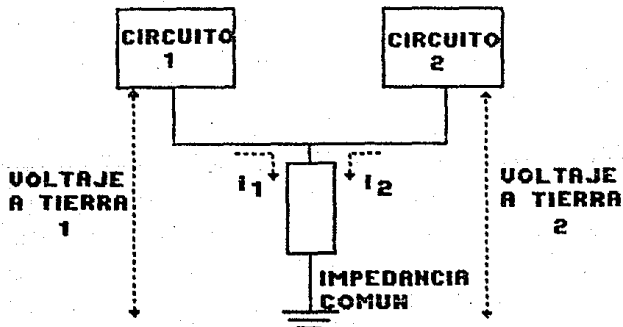 CIRCUITO
1
CIRCUITO
2
VOLTAJE
A TIERRA
1
i1
i2
VOLTAJE
A TIERRA
2
IMPEDANCIA
COMUN